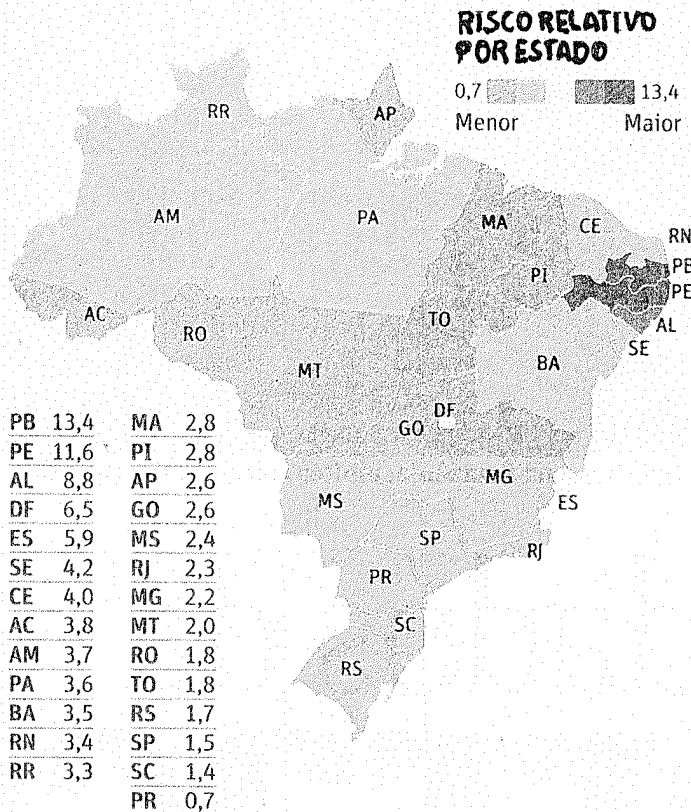 RISCO RELATIVO
POR ESTADO
0,7 13,4
Menor Maior
RR
AP
AM
PA
MA
CE
RN
PB
PE
AL
SE
PI
AC
RO
TO
MT
BA
DF
GO
MG
ES
MS
SP
RJ
PR
SC
RS
PB 13,4 MA 2,8
PE 11,6 PI 2,8
AL 8,8 AP 2,6
DF 6,5 GO 2,6
ES 5,9 MS 2,4
SE 4,2 RJ 2,3
CE 4,0 MG 2,2
AC 3,8 MT 2,0
AM 3,7 RO 1,8
PA 3,6 TO 1,8
BA 3,5 RS 1,7
RN 3,4 SP 1,5
RR 3,3 SC 1,4
PR 0,7